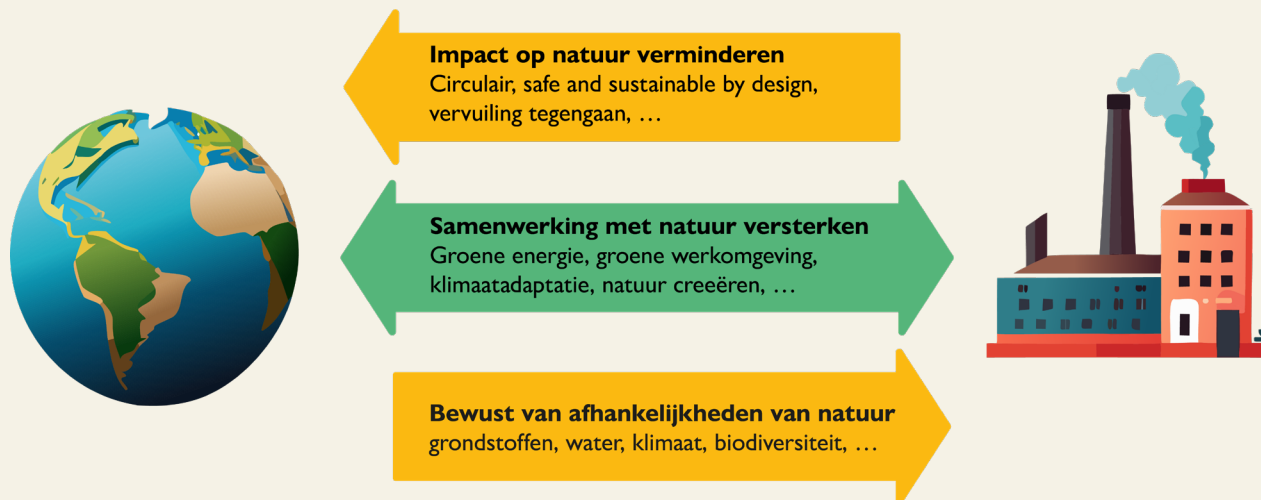 Impact op natuur verminderen
Circulair, safe and sustainable by design,
vervuiling tegengaan, …
Samenwerking met natuur versterken
Groene energie, groene werkomgeving,
klimaatadaptatie, natuur creeëren, …
Bewust van afhankelijkheden van natuur
grondstoffen, water, klimaat, biodiversiteit, …